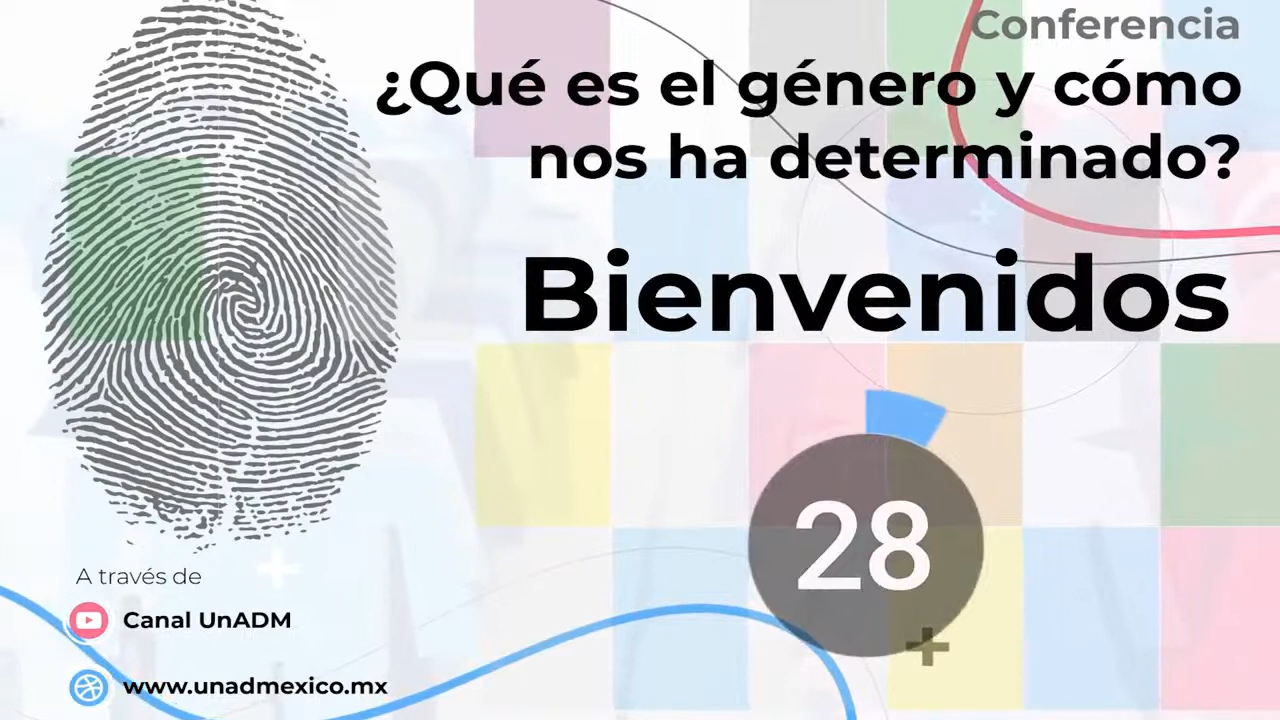 Conferencia
¿Qué es el género y cómo
nos ha determinado?
Bienvenidos
28
A través de
Canal UnADM
www.unadmexico.mx